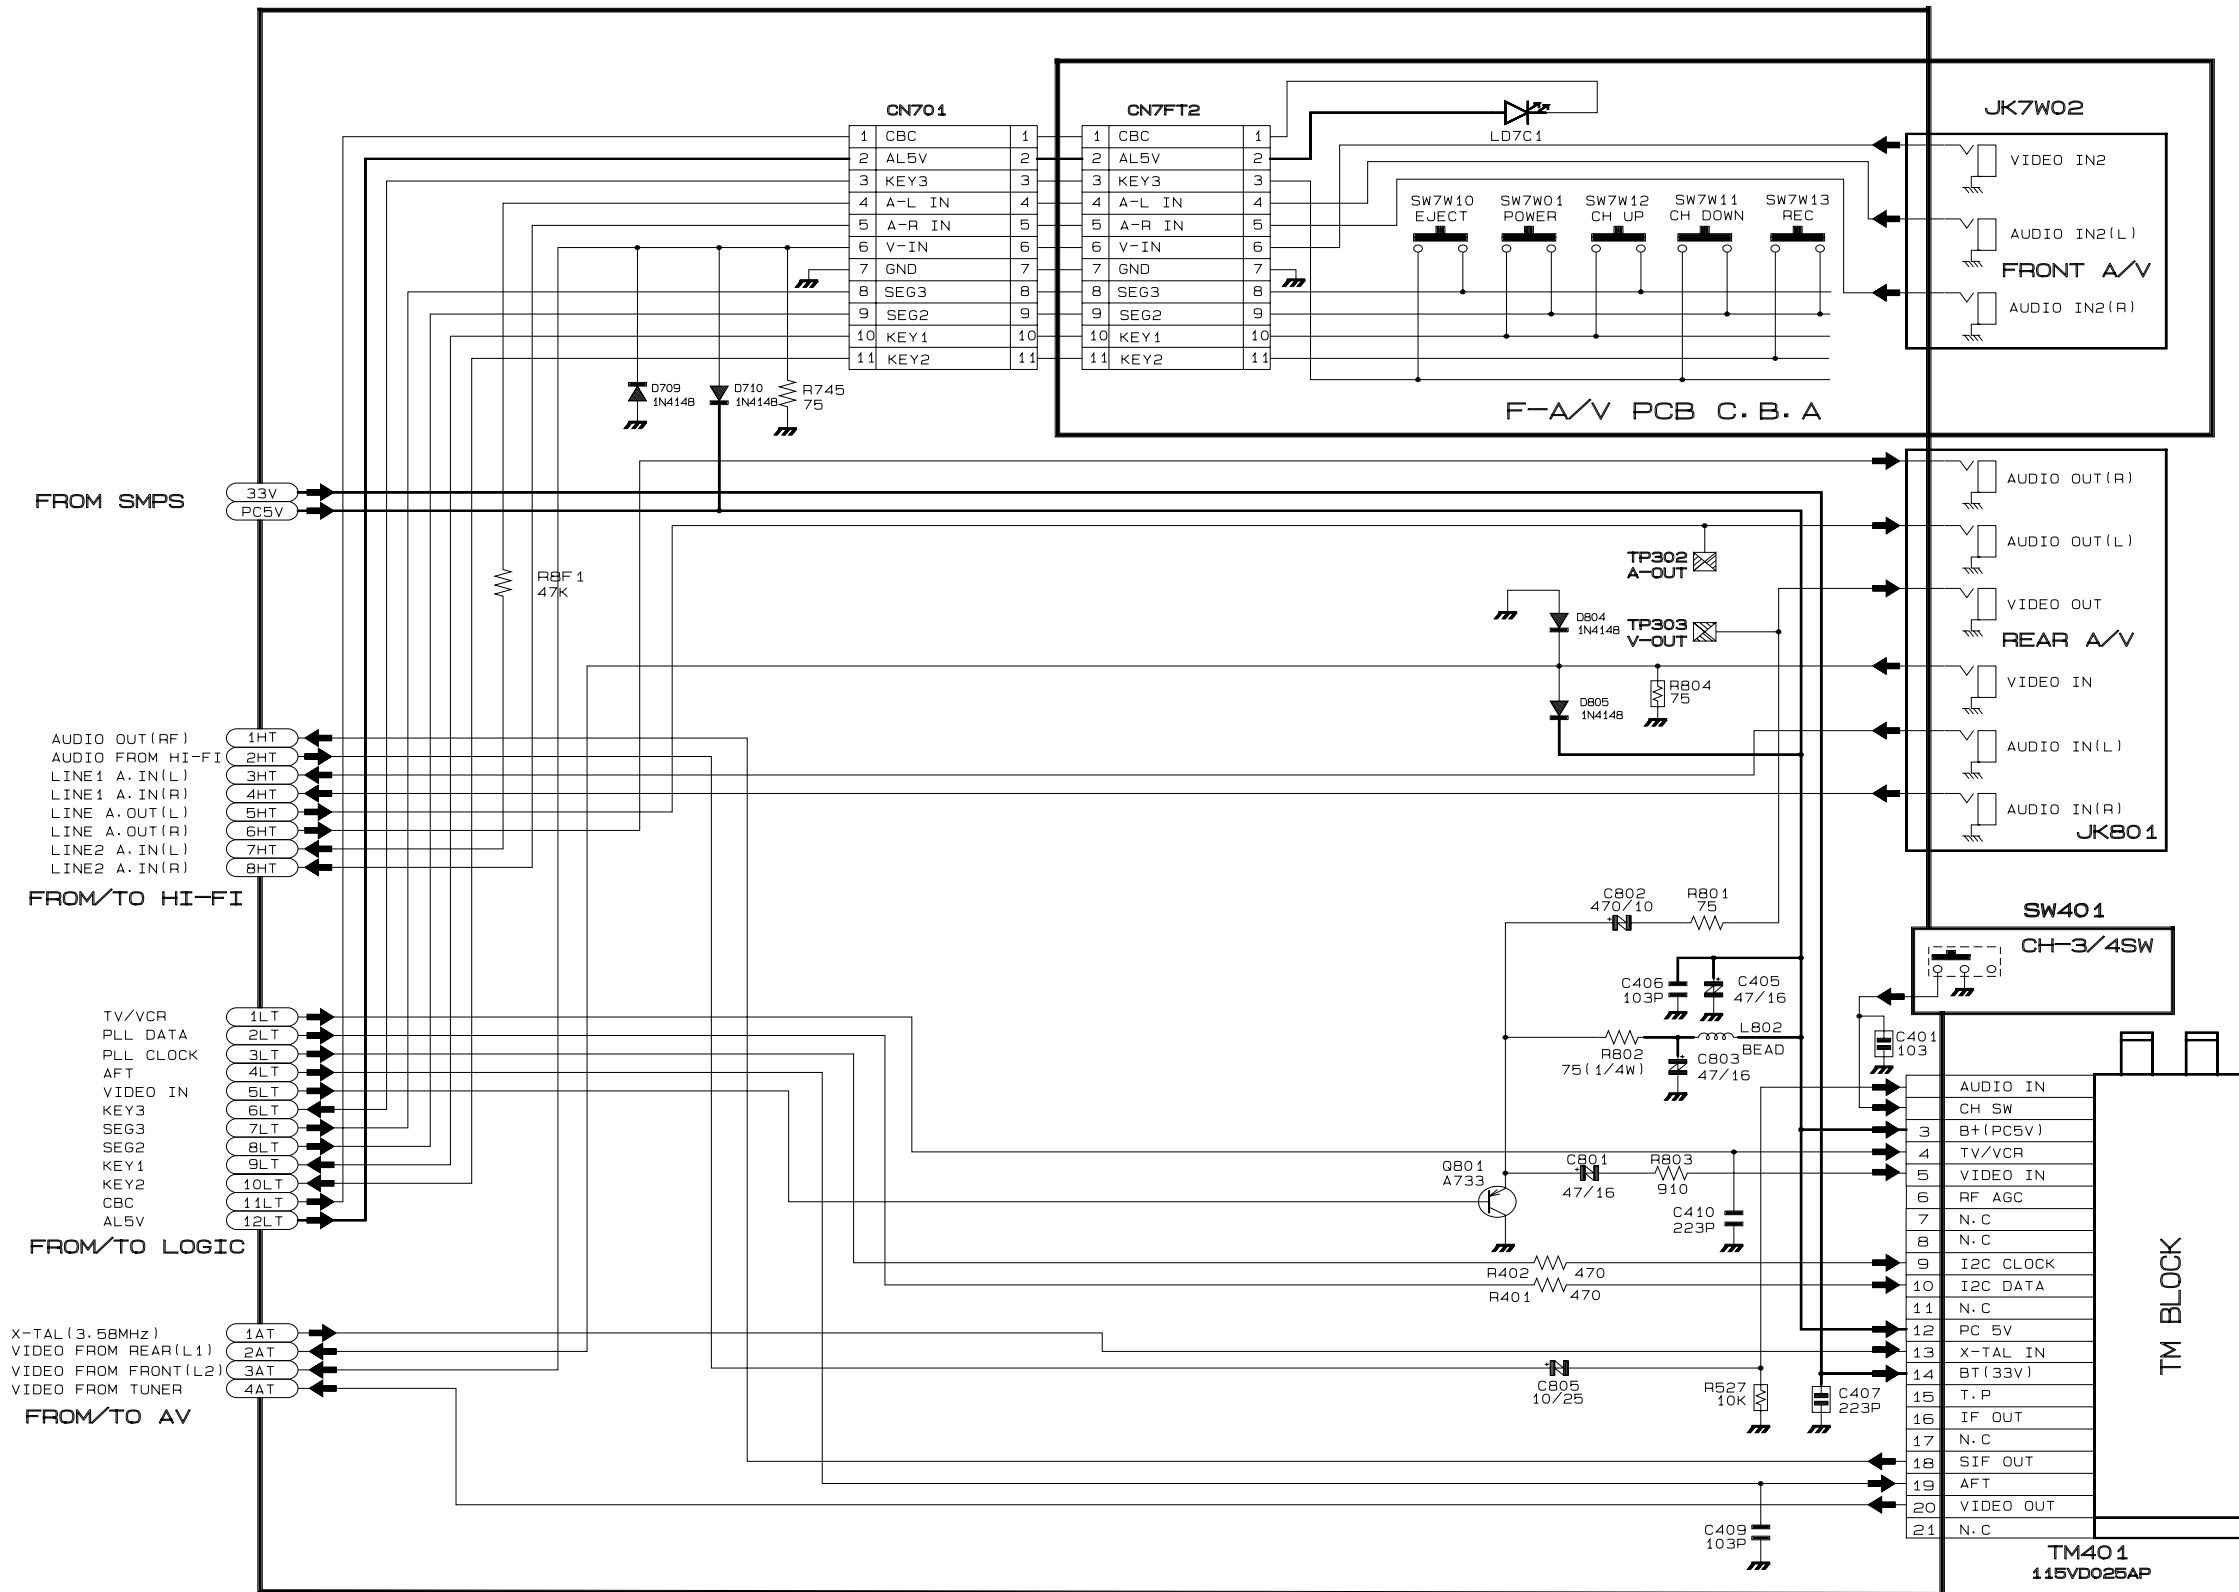 CN701
1 CBC 1
2 AL5V 2
3 KEY3 3
4 A-L IN 4
5 A-R IN 5
6 V-IN 6
7 GND 7
8 SEG3 8
9 SEG2 9
10 KEY1 10
11 KEY2 11
CN7FT2
1 CBC 1
2 AL5V 2
3 KEY3 3
4 A-L IN 4
5 A-R IN 5
6 V-IN 6
7 GND 7
8 SEG3 8
9 SEG2 9
10 KEY1 10
11 KEY2 11
LD7C1
SW7W10
EJECT
SW7W01
POWER
SW7W12
CH UP
SW7W11
CH DOWN
SW7W13
REC
F-A/V PCB C.B.A
JK7W02
VIDEO IN2
AUDIO IN2(L)
FRONT A/V
AUDIO IN2(R)
D709
1N4148
D710
1N4148
R745
75
FROM SMPS
33V
PC5V
R8F1
47K
TP302
A-OUT
D804
1N4148
TP303
V-OUT
D805
1N4148
R804
75
AUDIO OUT(R)
AUDIO OUT(L)
VIDEO OUT
REAR A/V
VIDEO IN
AUDIO IN(L)
AUDIO IN(R)
JK801
AUDIO OUT(RF) 1HT
AUDIO FROM HI-FI 2HT
LINE1 A.IN(L) 3HT
LINE1 A.IN(R) 4HT
LINE A.OUT(L) 5HT
LINE A.OUT(R) 6HT
LINE2 A.IN(L) 7HT
LINE2 A.IN(R) 8HT
FROM/TO HI-FI
C802
470/10
R801
75
C406
103P
C405
47/16
R802
75(1/4W)
C803
47/16
L802
BEAD
SW401
CH-3/4SW
C401
103
TV/VCR 1LT
PLL DATA 2LT
PLL CLOCK 3LT
AFT 4LT
VIDEO IN 5LT
KEY3 6LT
SEG3 7LT
SEG2 8LT
KEY1 9LT
KEY2 10LT
CBC 11LT
AL5V 12LT
FROM/TO LOGIC
Q801
A733
C801
47/16
R803
910
C410
223P
R402 470
R401 470
X-TAL(3.58MHz) 1AT
VIDEO FROM REAR(L1) 2AT
VIDEO FROM FRONT(L2) 3AT
VIDEO FROM TUNER 4AT
FROM/TO AV
C805
10/25
R527
10K
C407
223P
C409
103P
AUDIO IN
CH SW
3 B+(PC5V)
4 TV/VCR
5 VIDEO IN
6 RF AGC
7 N.C
8 N.C
9 I2C CLOCK
10 I2C DATA
11 N.C
12 PC 5V
13 X-TAL IN
14 BT(33V)
15 T.P
16 IF OUT
17 N.C
18 SIF OUT
19 AFT
20 VIDEO OUT
21 N.C
TM BLOCK
TM401
115VD025AP